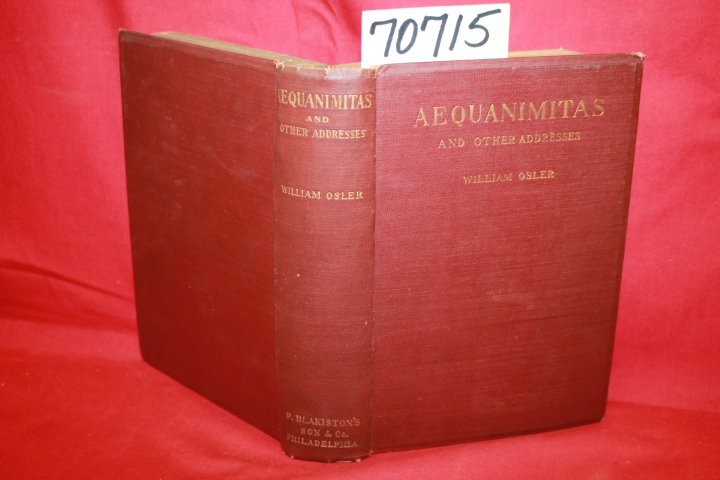 70715
AEQUANIMITAS
AND
OTHER ADDRESSES
WILLIAM OSLER
P. BLAKISTON'S
SON & Co.
PHILADELPHIA
AEQUANIMITAS
AND OTHER ADDRESSES
WILLIAM OSLER